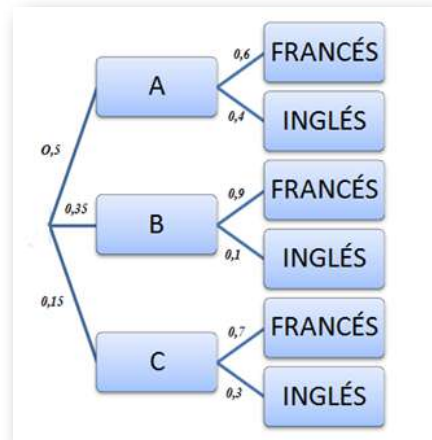 0,6
FRANCÉS
A
0,4
INGLÉS
O,5
0,9
FRANCÉS
0,35
B
0,1
INGLÉS
0,15
0,7
FRANCÉS
C
0,3
INGLÉS